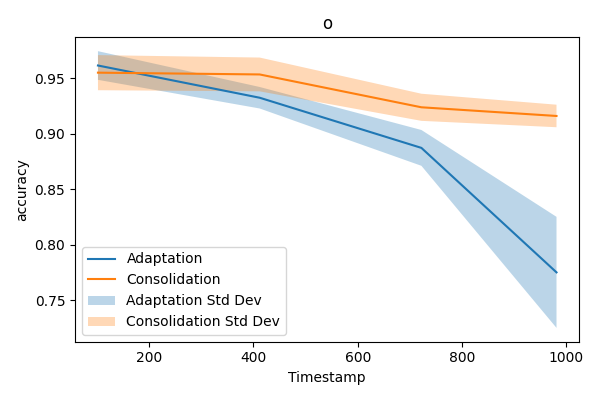 o
accuracy
0.95
0.90
0.85
0.80
0.75
Adaptation
Consolidation
Adaptation Std Dev
Consolidation Std Dev
200
400
600
800
1000
Timestamp